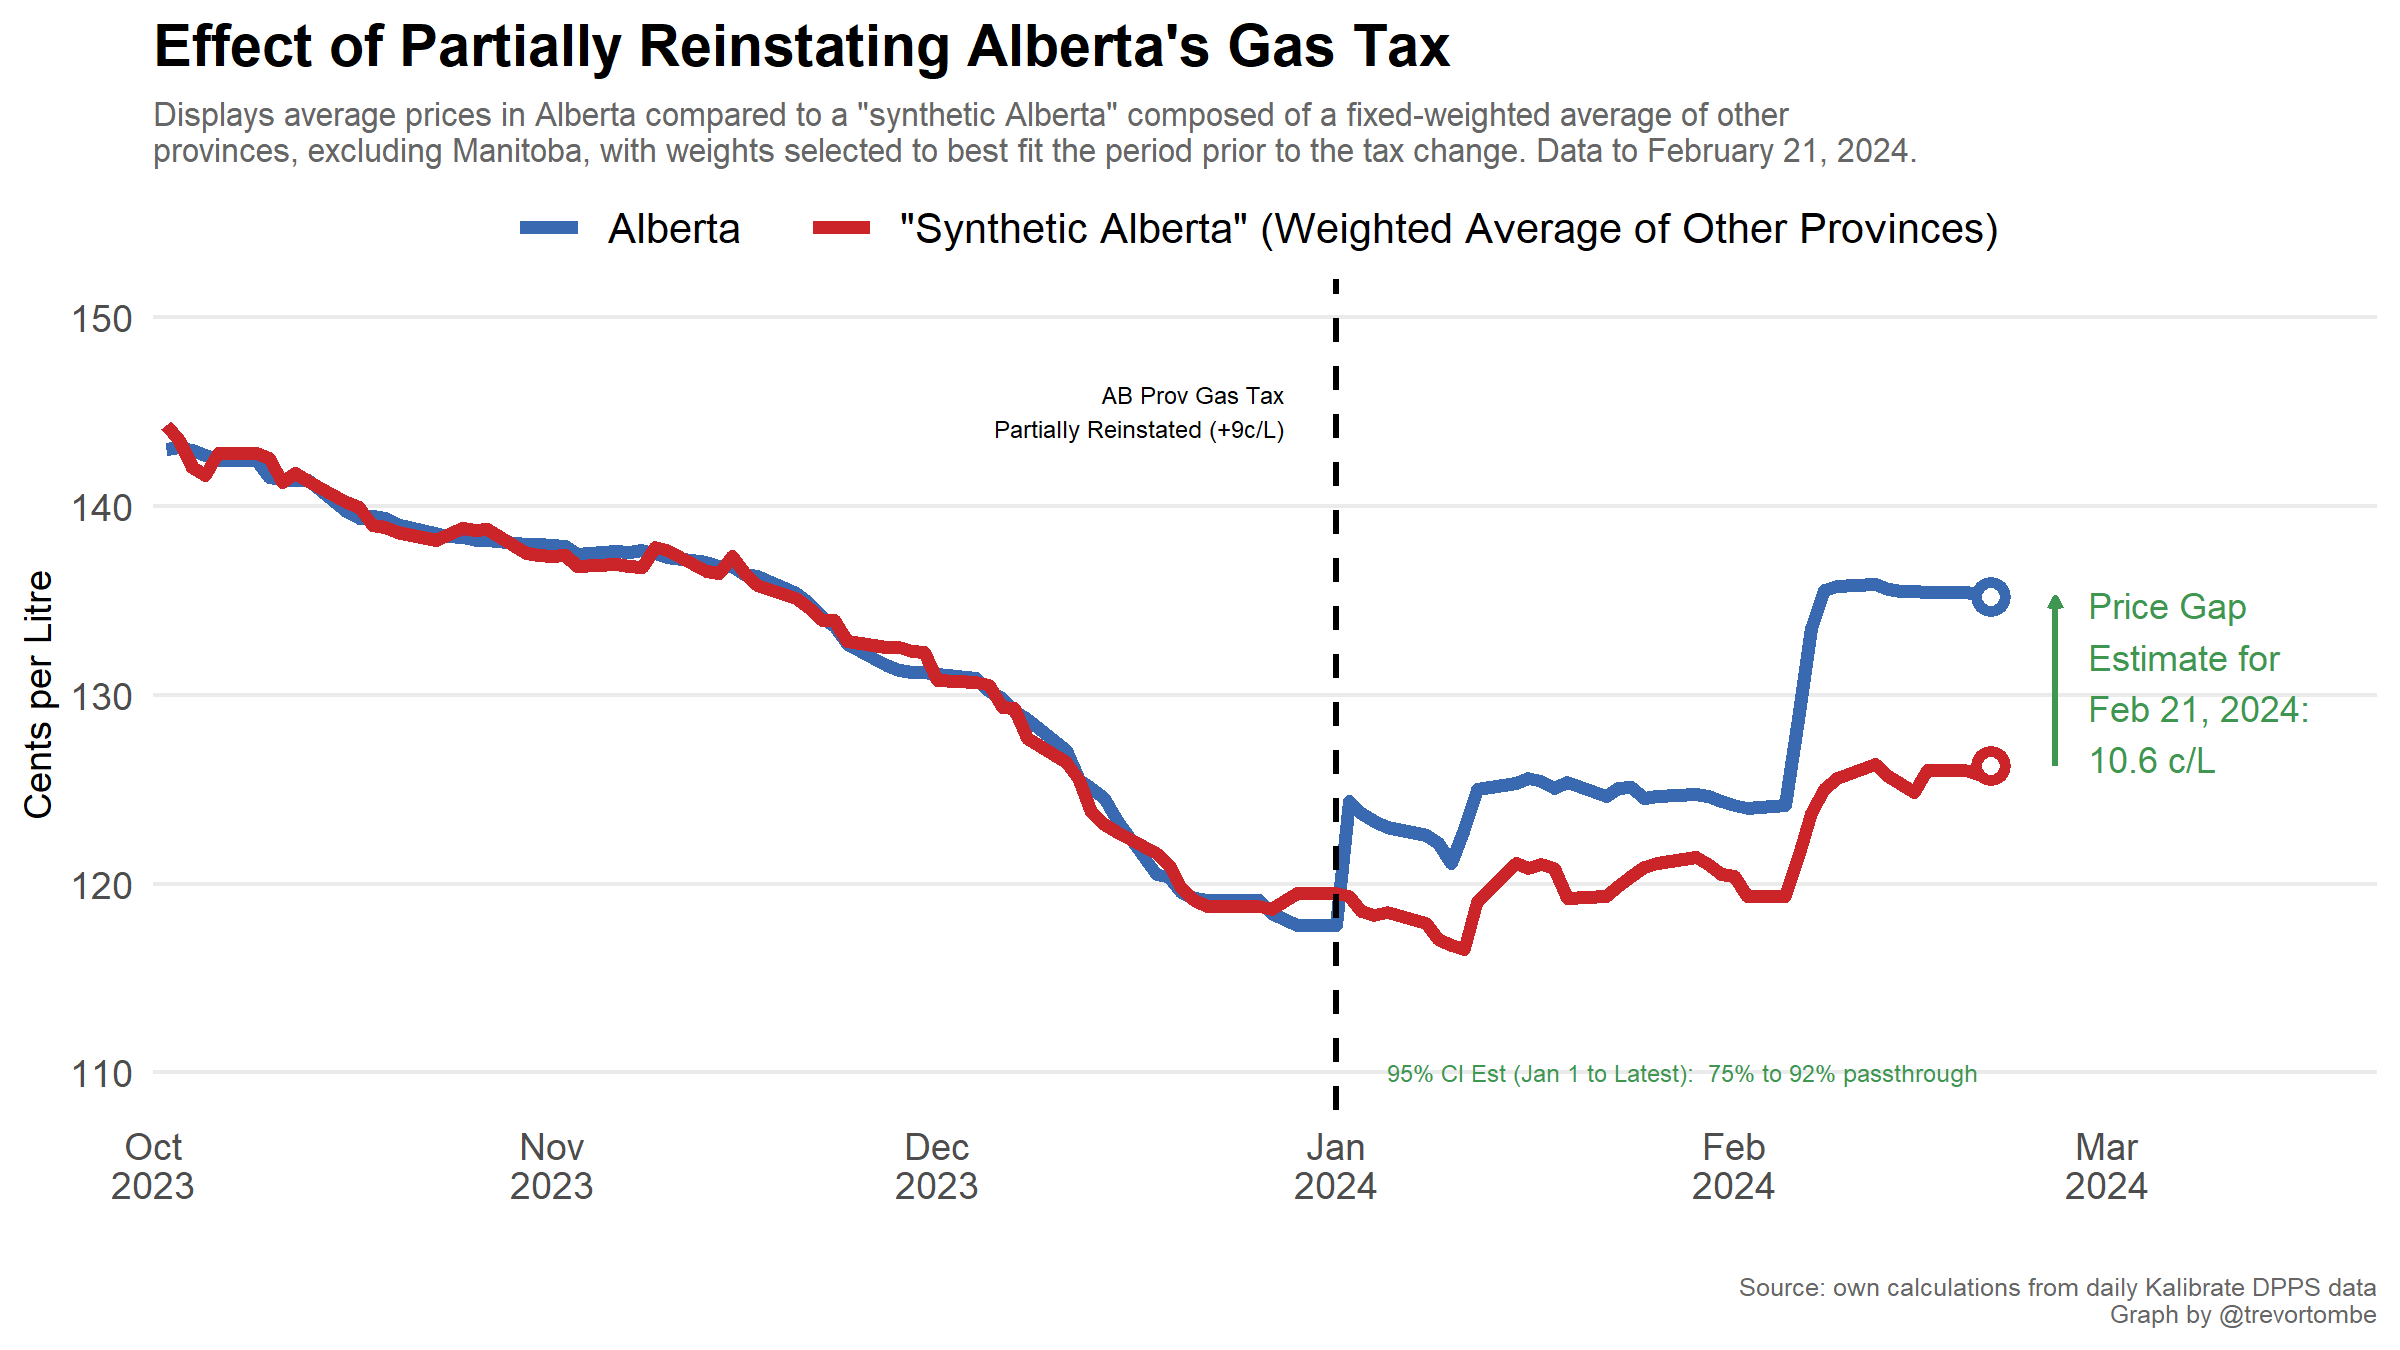 Effect of Partially Reinstating Alberta's Gas Tax
Displays average prices in Alberta compared to a "synthetic Alberta" composed of a fixed-weighted average of other
provinces, excluding Manitoba, with weights selected to best fit the period prior to the tax change. Data to February 21, 2024.
Alberta
"Synthetic Alberta" (Weighted Average of Other Provinces)
Cents per Litre
150
140
130
120
110
AB Prov Gas Tax
Partially Reinstated (+9c/L)
Price Gap
Estimate for
Feb 21, 2024:
10.6 c/L
95% CI Est (Jan 1 to Latest):  75% to 92% passthrough
Oct
2023
Nov
2023
Dec
2023
Jan
2024
Feb
2024
Mar
2024
Source: own calculations from daily Kalibrate DPPS data
Graph by @trevortombe